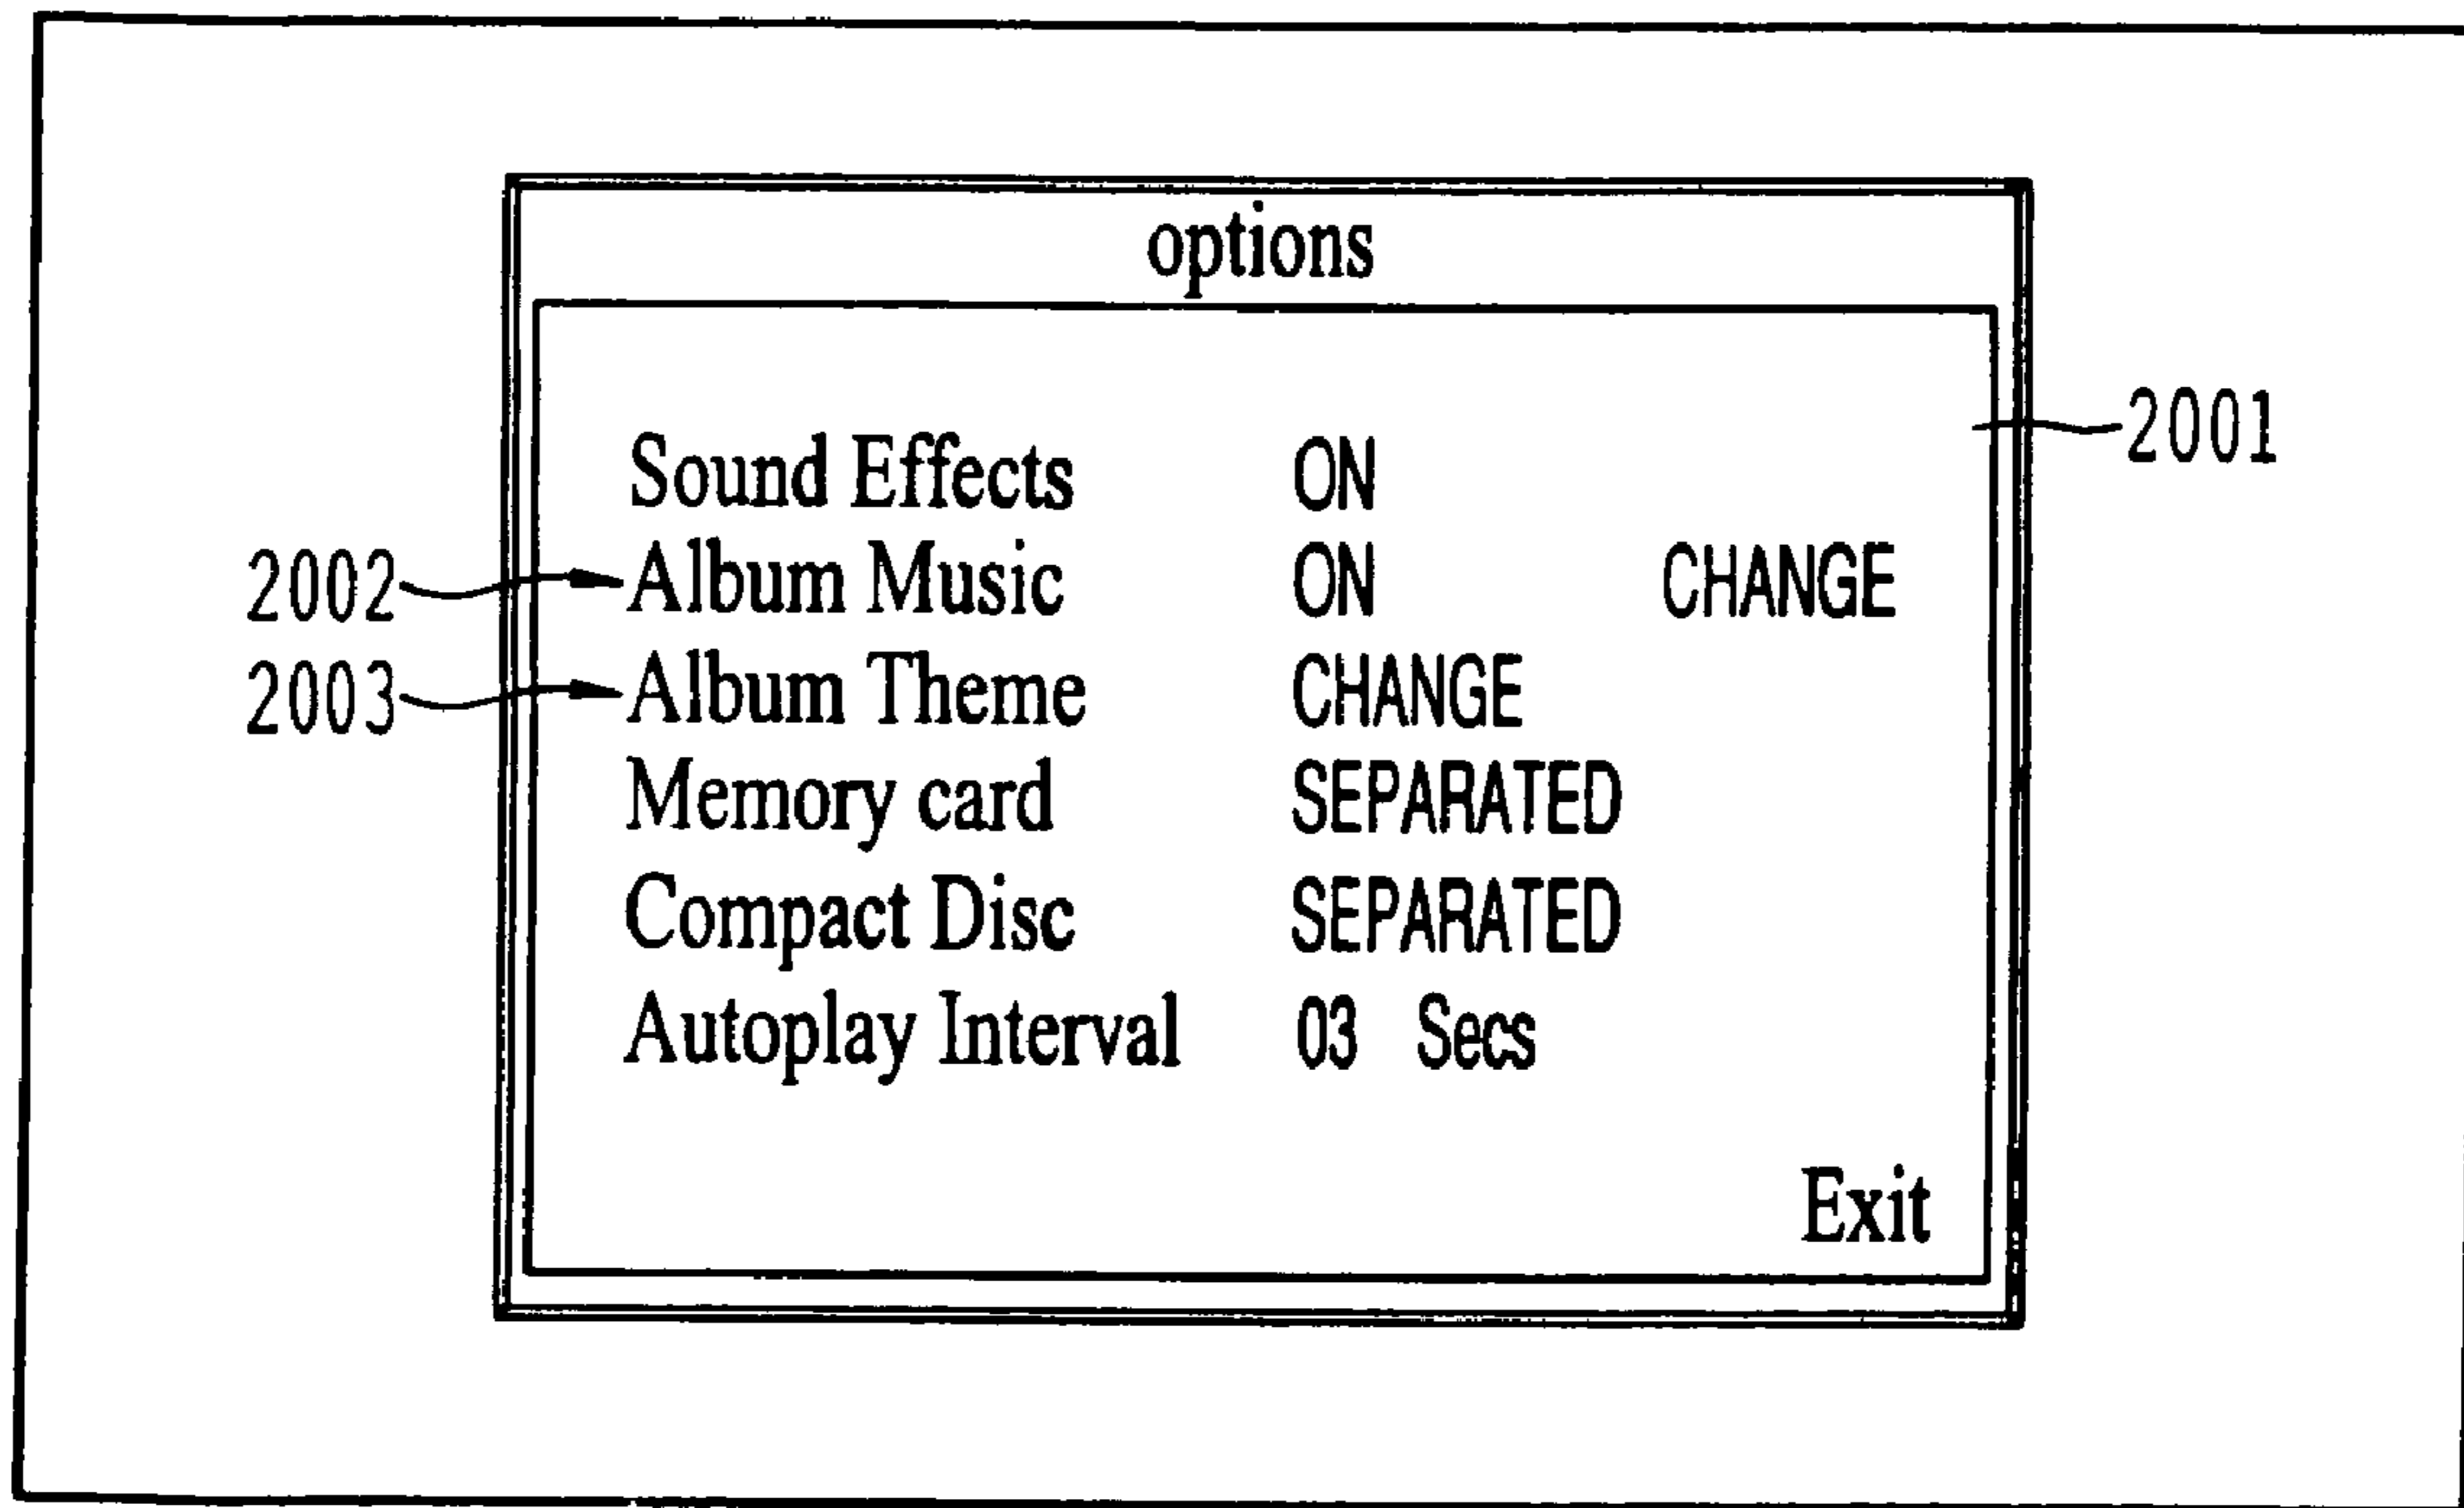 options
2001
Sound Effects ON
2002 Album Music ON CHANGE
2003 Album Theme CHANGE
Memory card SEPARATED
Compact Disc SEPARATED
Autoplay Interval 03 Secs
Exit